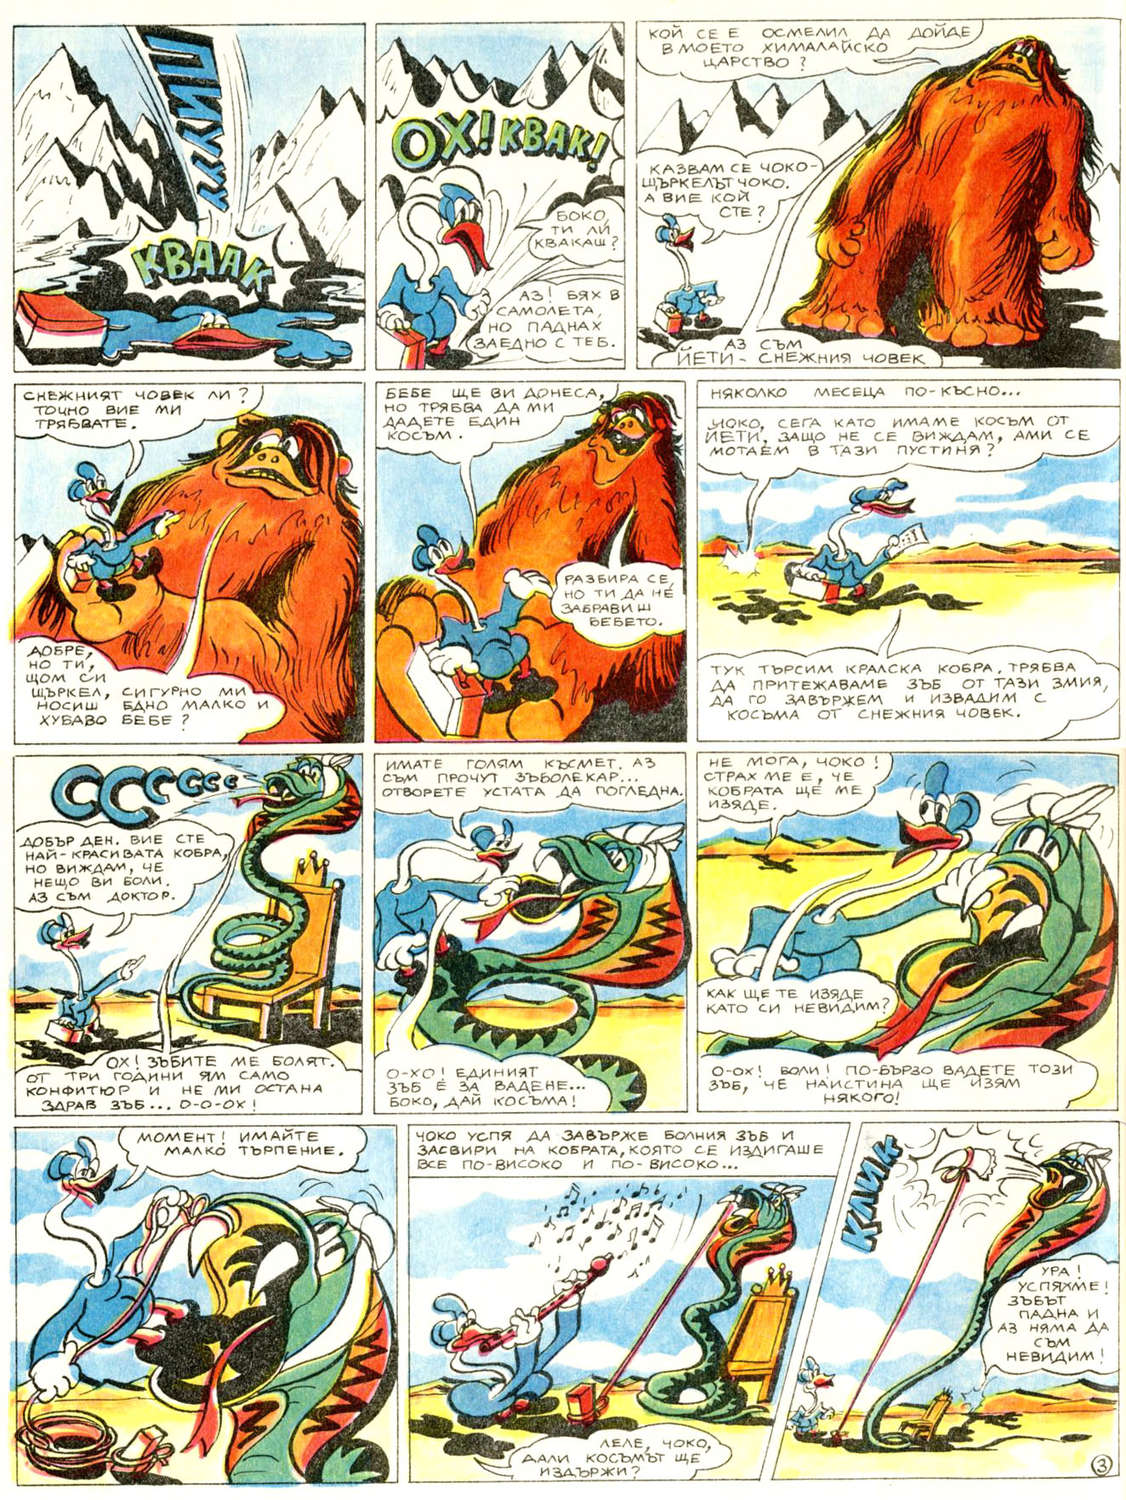 ПИУУУУ
КВААК
ОХ! КВАК!
БОКО,
ТИ ЛИ
КВАКАШ?
АЗ! БЯХ В
САМОЛЕТА,
НО ПАДНАХ
ЗАЕДНО С ТЕБ.
КОЙ СЕ Е ОСМЕЛИЛ ДА ДОЙДЕ
В МОЕТО ХИМАЛАЙСКО
ЦАРСТВО?
КАЗВАМ СЕ ЧОКО-
ЩЪРКЕЛЪТ ЧОКО.
А ВИЕ КОЙ
СТЕ?
АЗ СЪМ
ЙЕТИ - СНЕЖНИЯ ЧОВЕК
СНЕЖНИЯТ ЧОВЕК ЛИ?
ТОЧНО ВИЕ МИ
ТРЯБВАТЕ.
ДОБРЕ,
НО ТИ,
ЩОМ СИ
ЩЪРКЕЛ, СИГУРНО МИ
НОСИШ ЕДНО МАЛКО И
ХУБАВО БЕБЕ?
БЕБЕ ЩЕ ВИ ДОНЕСА,
НО ТРЯБВА ДА МИ
ДАДЕТЕ ЕДИН
КОСЪМ.
РАЗБИРА СЕ,
НО ТИ ДА НЕ
ЗАБРАВИШ
БЕБЕТО.
НЯКОЛКО МЕСЕЦА ПО-КЪСНО...
ЧОКО, СЕГА КАТО ИМАМЕ КОСЪМ ОТ
ЙЕТИ, ЗАЩО НЕ СЕ ВИЖДАМ, АМИ СЕ
МОТАЕМ В ТАЗИ ПУСТИНЯ?
ТУК ТЪРСИМ КРАЛСКА КОБРА, ТРЯБВА
ДА ПРИТЕЖАВАМЕ ЗЪБ ОТ ТАЗИ ЗМИЯ,
ДА ГО ЗАВЪРЖЕМ И ИЗВАДИМ С
КОСЪМА ОТ СНЕЖНИЯ ЧОВЕК.
СССссссс
ДОБЪР ДЕН. ВИЕ СТЕ
НАЙ-КРАСИВАТА КОБРА,
НО ВИЖДАМ, ЧЕ
НЕЩО ВИ БОЛИ.
АЗ СЪМ ДОКТОР.
ОХ! ЗЪБИТЕ МЕ БОЛЯТ.
ОТ ТРИ ГОДИНИ ЯМ САМО
КОНФИТЮР И НЕ МИ ОСТАНА
ЗДРАВ ЗЪБ... О-О-ОХ!
ИМАТЕ ГОЛЯМ КЪСМЕТ. АЗ
СЪМ ПРОЧУТ ЗЪБОЛЕКАР...
ОТВОРЕТЕ УСТАТА ДА ПОГЛЕДНА.
О-ХО! ЕДИНИЯТ
ЗЪБ Е ЗА ВАДЕНЕ...
БОКО, ДАЙ КОСЪМА!
НЕ МОГА, ЧОКО!
СТРАХ МЕ Е, ЧЕ
КОБРАТА ЩЕ МЕ
ИЗЯДЕ.
КАК ЩЕ ТЕ ИЗЯДЕ
КАТО СИ НЕВИДИМ?
О-ОХ! БОЛИ! ПО-БЪРЗО ВАДЕТЕ ТОЗИ
ЗЪБ, ЧЕ НАИСТИНА ЩЕ ИЗЯМ
НЯКОГО!
МОМЕНТ! ИМАЙТЕ
МАЛКО ТЪРПЕНИЕ.
ЧОКО УСПЯ ДА ЗАВЪРЖЕ БОЛНИЯ ЗЪБ И
ЗАСВИРИ НА КОБРАТА, КОЯТО СЕ ИЗДИГАШЕ
ВСЕ ПО-ВИСОКО И ПО-ВИСОКО...
ЛЕЛЕ, ЧОКО,
ДАЛИ КОСЪМЪТ ЩЕ
ИЗДЪРЖИ?
КЛИК
УРА!
УСПЯХМЕ!
ЗЪБЪТ
ПАДНА И
АЗ НЯМА ДА
СЪМ
НЕВИДИМ!
3